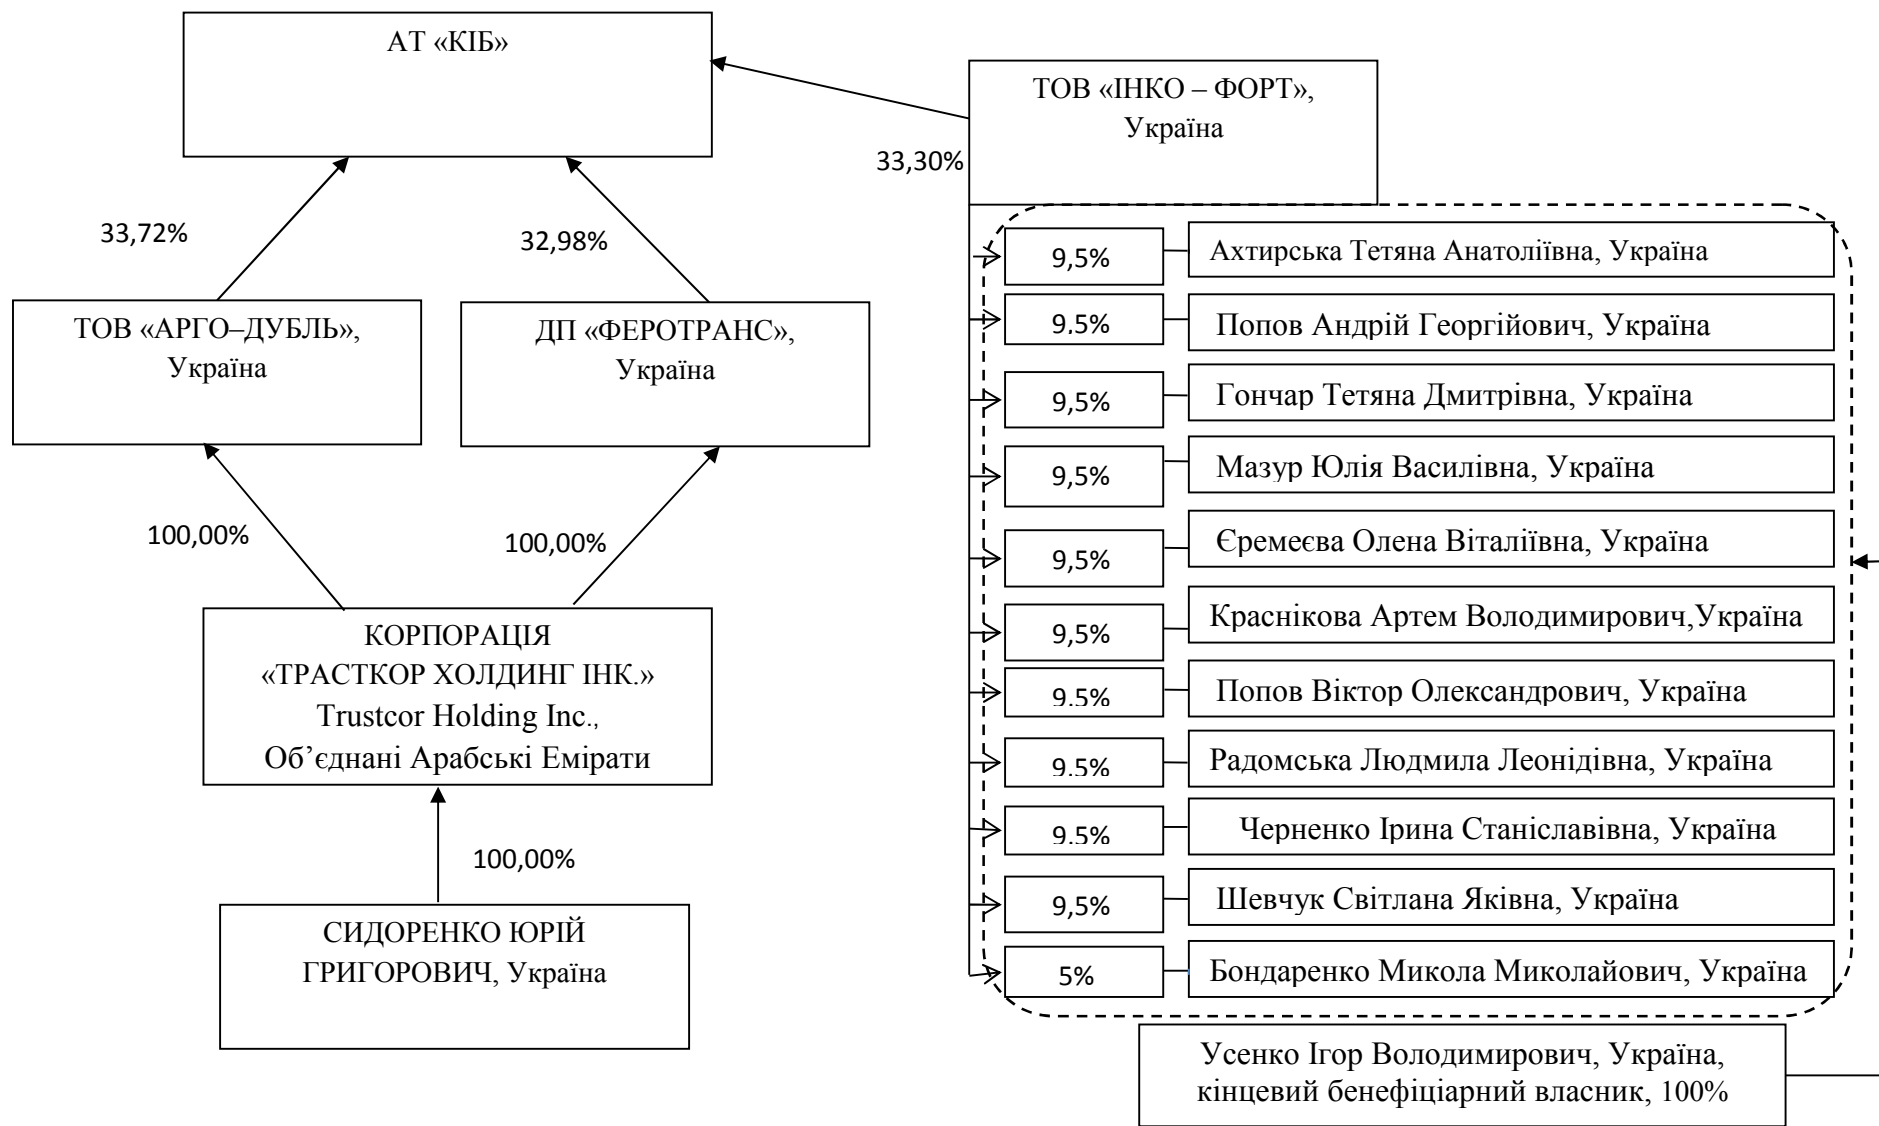 АТ «КІБ»
ТОВ «ІНКО – ФОРТ»,
Україна
33,30%
33,72%
32,98%
ТОВ «АРГО–ДУБЛЬ»,
Україна
ДП «ФЕРОТРАНС»,
Україна
100,00%
100,00%
КОРПОРАЦІЯ
«ТРАСТКОР ХОЛДИНГ ІНК.»
Trustcor Holding Inc.,
Об’єднані Арабські Емірати
100,00%
СИДОРЕНКО ЮРІЙ
ГРИГОРОВИЧ, Україна
9,5% Ахтирська Тетяна Анатоліївна, Україна
9,5% Попов Андрій Георгійович, Україна
9,5% Гончар Тетяна Дмитрівна, Україна
9,5% Мазур Юлія Василівна, Україна
9,5% Єремеєва Олена Віталіївна, Україна
9,5% Краснікова Артем Володимирович,Україна
9,5% Попов Віктор Олександрович, Україна
9,5% Радомська Людмила Леонідівна, Україна
9,5% Черненко Ірина Станіславівна, Україна
9,5% Шевчук Світлана Яківна, Україна
5% Бондаренко Микола Миколайович, Україна
Усенко Ігор Володимирович, Україна,
кінцевий бенефіціарний власник, 100%